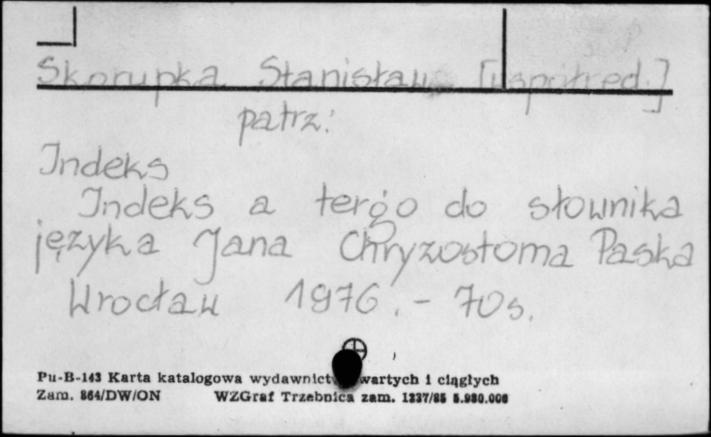 Skorupka Stanisław [współred.]
patrz:
Indeks
Indeks a tergo do słownika
języka Jana Chryzostoma Paska
Wrocław 1976. - 70 s.
Pu-B-143 Karta katalogowa wydawnictw zwartych i ciągłych
Zam. 864/DW/ON WZGraf Trzebnica zam. 1237/85 5.980.000